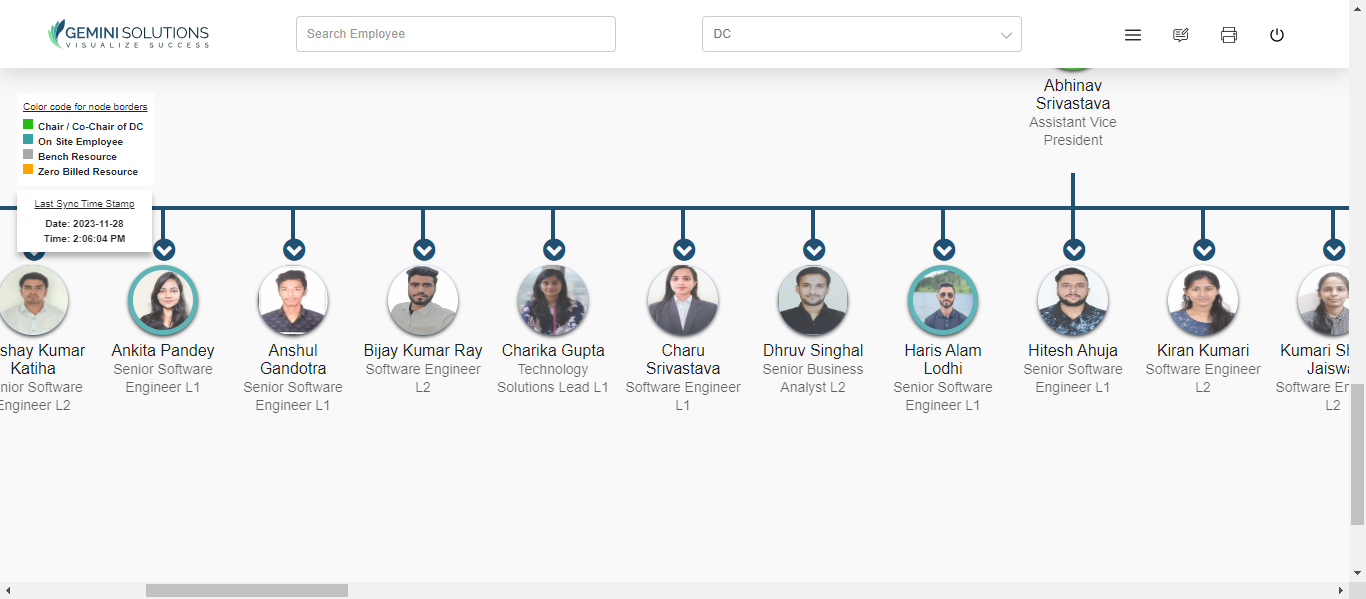 GEMINI SOLUTIONS
VISUALIZE SUCCESS
Search Employee
DC
Abhinav
Srivastava
Assistant Vice
President
Color code for node borders
Chair / Co-Chair of DC
On Site Employee
Bench Resource
Zero Billed Resource
Last Sync Time Stamp
Date: 2023-11-28
Time: 2:06:04 PM
shay Kumar
Katiha
nior Software
Engineer L2
Ankita Pandey
Senior Software
Engineer L1
Anshul
Gandotra
Senior Software
Engineer L1
Bijay Kumar Ray
Software Engineer
L2
Charika Gupta
Technology
Solutions Lead L1
Charu
Srivastava
Software Engineer
L1
Dhruv Singhal
Senior Business
Analyst L2
Haris Alam
Lodhi
Senior Software
Engineer L1
Hitesh Ahuja
Senior Software
Engineer L1
Kiran Kumari
Software Engineer
L2
Kumari Sh
Jaisw
Software En
L2